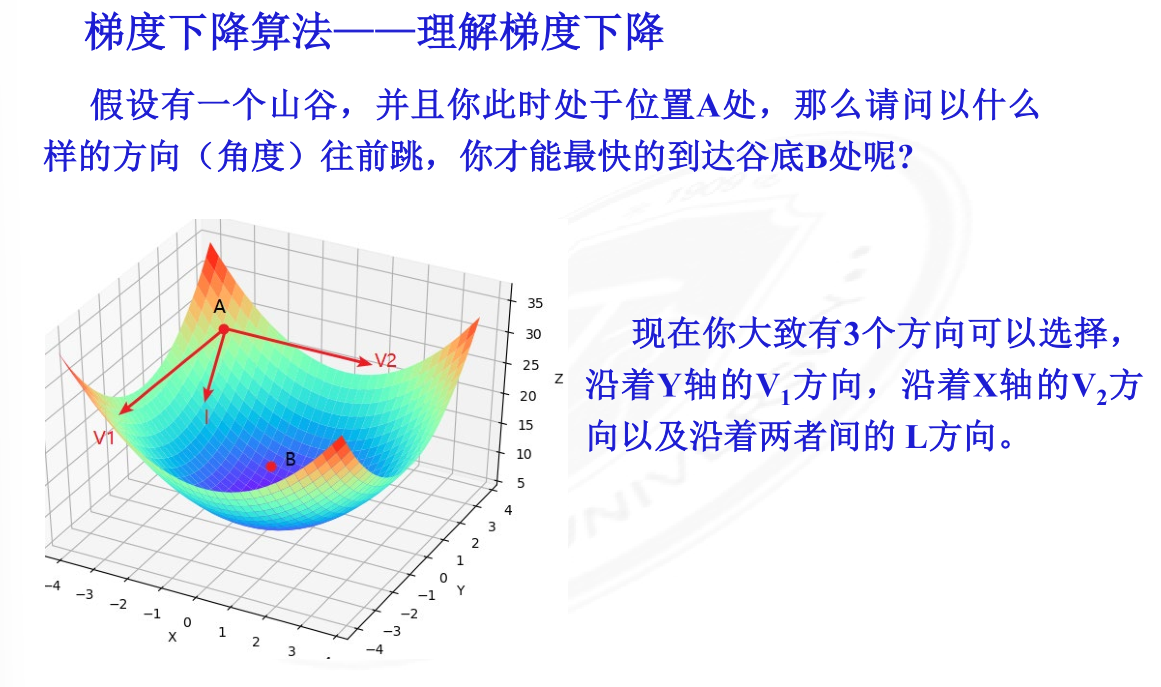 梯度下降算法——理解梯度下降
假设有一个山谷，并且你此时处于位置A处，那么请问以什么
样的方向（角度）往前跳，你才能最快的到达谷底B处呢?
现在你大致有3个方向可以选择，
沿着Y轴的V₁方向，沿着X轴的V₂方
向以及沿着两者间的 L方向。
A
V2
V1
l
B
35
30
25
20
15
10
5
Z
4
3
2
1
0
−1
−2
−3
−4
Y
−4
−3
−2
−1
0
1
2
3
X
UNIV